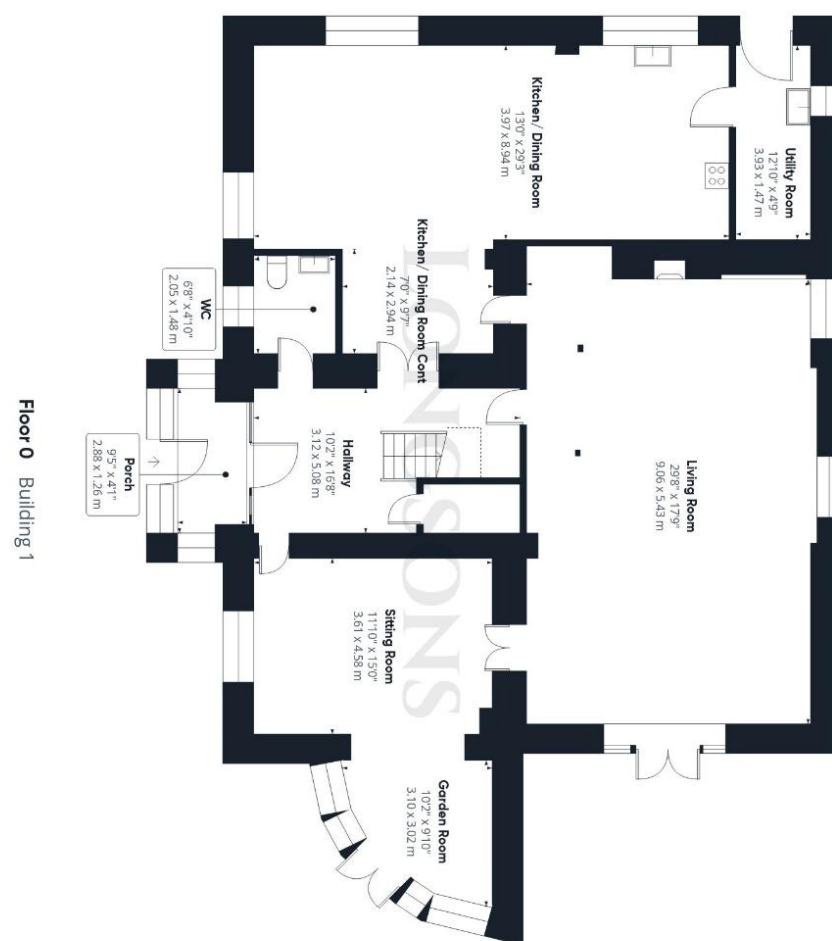 Utility Room
12'10" x 4'9"
3.93 x 1.47 m
Kitchen/ Dining Room
13'0" x 29'3"
3.97 x 8.94 m
Kitchen/ Dining Room Cont
7'0" x 9'7"
2.14 x 2.94 m
WC
6'8" x 4'10"
2.05 x 1.48 m
Living Room
29'8" x 17'9"
9.06 x 5.43 m
Hallway
10'2" x 16'8"
3.12 x 5.08 m
Porch
9'5" x 4'1"
2.88 x 1.26 m
Sitting Room
11'10" x 15'0"
3.61 x 4.58 m
Garden Room
10'2" x 9'10"
3.10 x 3.02 m
LONGSONS
Floor 0 Building 1